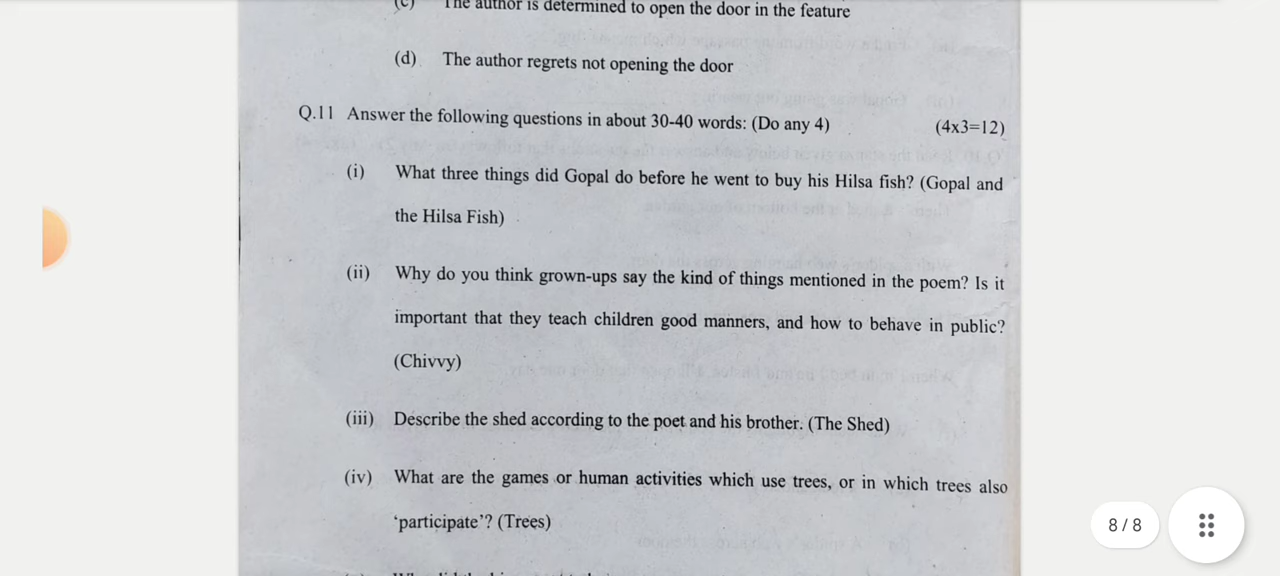 (c) The author is determined to open the door in the feature
(d) The author regrets not opening the door
Q.11 Answer the following questions in about 30-40 words: (Do any 4) (4x3=12)
(i) What three things did Gopal do before he went to buy his Hilsa fish? (Gopal and
the Hilsa Fish)
(ii) Why do you think grown-ups say the kind of things mentioned in the poem? Is it
important that they teach children good manners, and how to behave in public?
(Chivvy)
(iii) Describe the shed according to the poet and his brother. (The Shed)
(iv) What are the games or human activities which use trees, or in which trees also
‘participate’? (Trees)
8 / 8